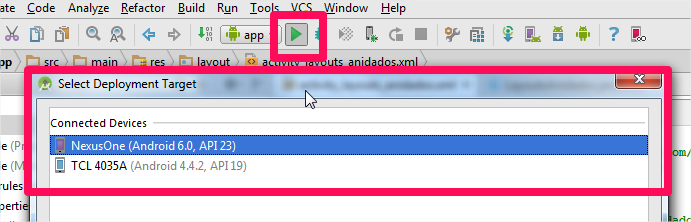 Code Analyze Refactor Build Run Tools VCS Window Help
app
src main res layout activity_layouts_anidados.xml
Select Deployment Target
Connected Devices
NexusOne (Android 6.0, API 23)
TCL 4035A (Android 4.4.2, API 19)